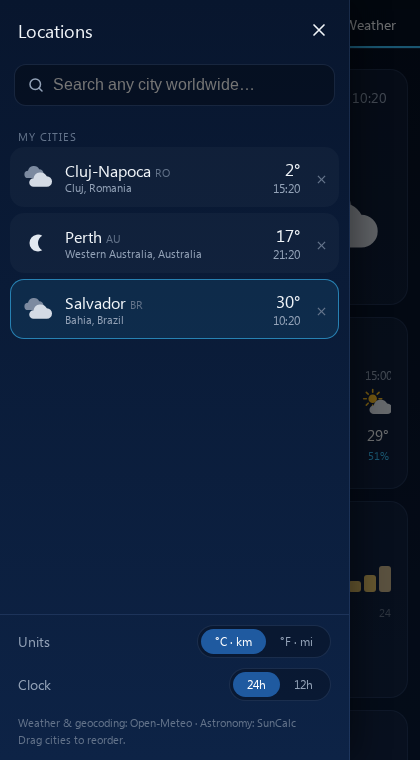 Locations
Weather
10:20
Search any city worldwide…
MY CITIES
Cluj-Napoca RO
Cluj, Romania
2°
15:20
×
Perth AU
Western Australia, Australia
17°
21:20
×
Salvador BR
Bahia, Brazil
30°
10:20
×
15:00
29°
51%
24
Units
°C · km
°F · mi
Clock
24h
12h
Weather & geocoding: Open-Meteo · Astronomy: SunCalc
Drag cities to reorder.